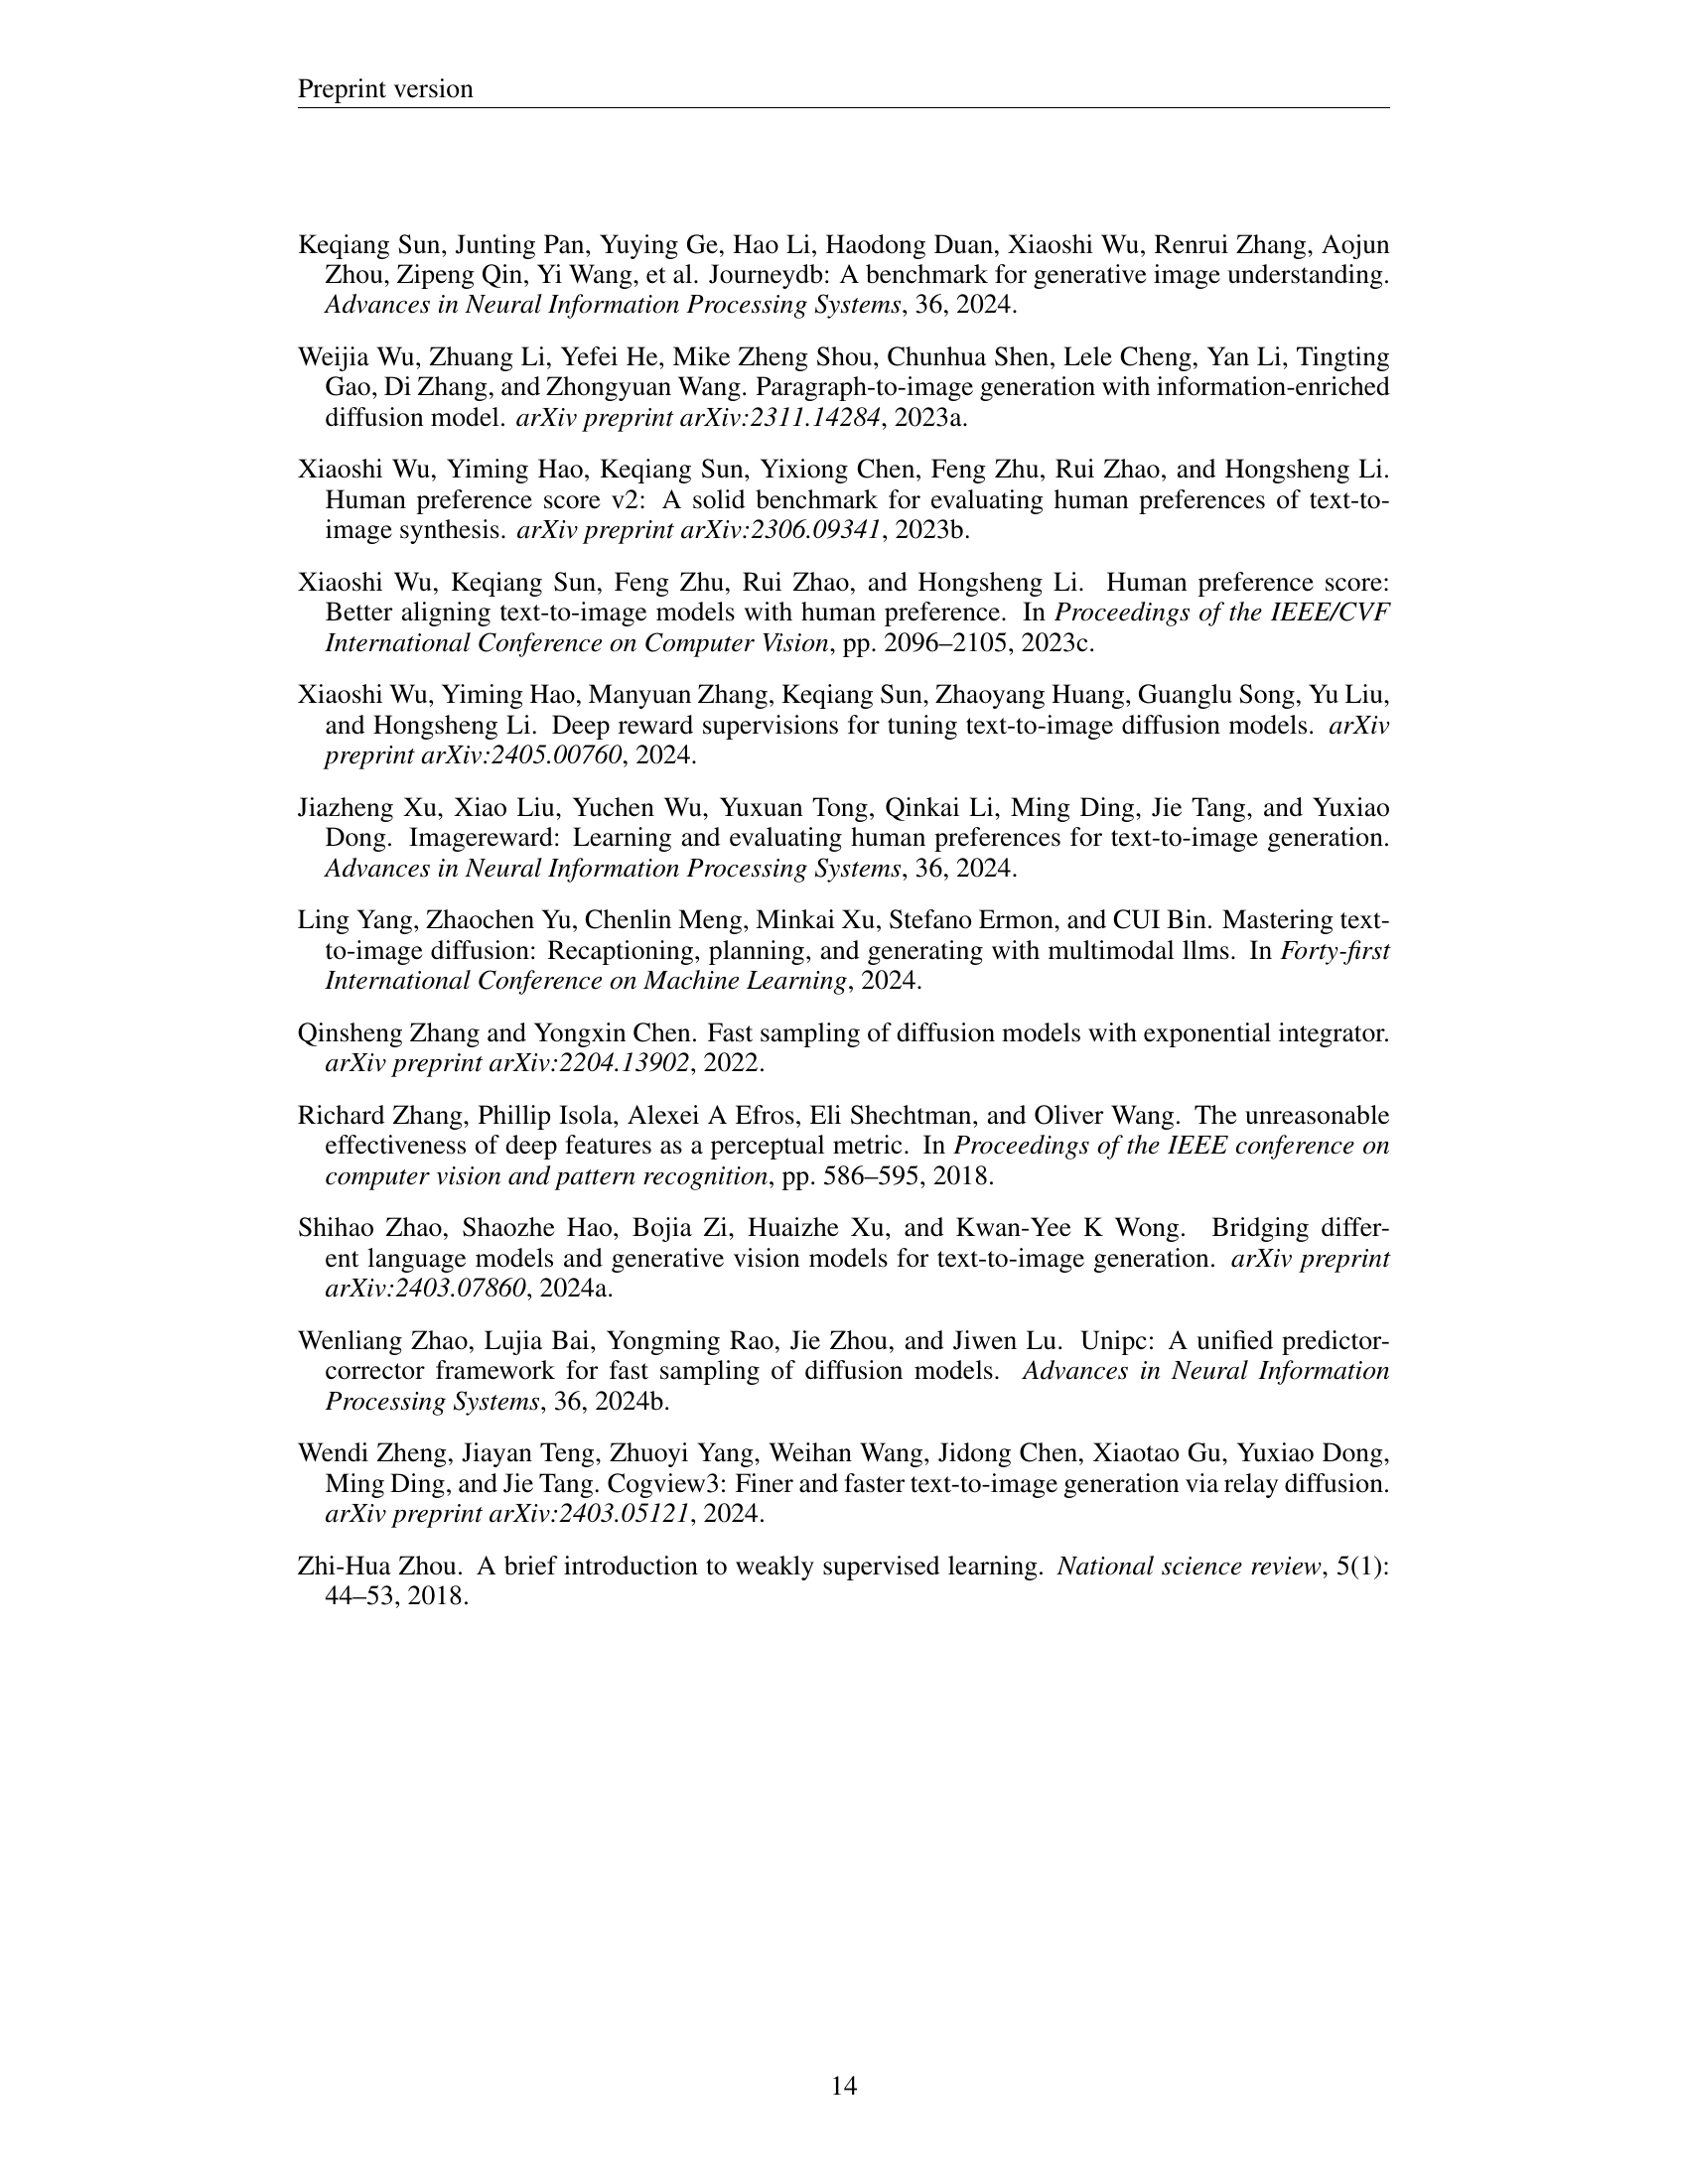 Preprint version
Keqiang Sun, Junting Pan, Yuying Ge, Hao Li, Haodong Duan, Xiaoshi Wu, Renrui Zhang, Aojun
Zhou, Zipeng Qin, Yi Wang, et al. Journeydb: A benchmark for generative image understanding.
Advances in Neural Information Processing Systems, 36, 2024.
Weijia Wu, Zhuang Li, Yefei He, Mike Zheng Shou, Chunhua Shen, Lele Cheng, Yan Li, Tingting
Gao, Di Zhang, and Zhongyuan Wang. Paragraph-to-image generation with information-enriched
diffusion model. arXiv preprint arXiv:2311.14284, 2023a.
Xiaoshi Wu, Yiming Hao, Keqiang Sun, Yixiong Chen, Feng Zhu, Rui Zhao, and Hongsheng Li.
Human preference score v2: A solid benchmark for evaluating human preferences of text-to-
image synthesis. arXiv preprint arXiv:2306.09341, 2023b.
Xiaoshi Wu, Keqiang Sun, Feng Zhu, Rui Zhao, and Hongsheng Li. Human preference score:
Better aligning text-to-image models with human preference. In Proceedings of the IEEE/CVF
International Conference on Computer Vision, pp. 2096–2105, 2023c.
Xiaoshi Wu, Yiming Hao, Manyuan Zhang, Keqiang Sun, Zhaoyang Huang, Guanglu Song, Yu Liu,
and Hongsheng Li. Deep reward supervisions for tuning text-to-image diffusion models. arXiv
preprint arXiv:2405.00760, 2024.
Jiazheng Xu, Xiao Liu, Yuchen Wu, Yuxuan Tong, Qinkai Li, Ming Ding, Jie Tang, and Yuxiao
Dong. Imagereward: Learning and evaluating human preferences for text-to-image generation.
Advances in Neural Information Processing Systems, 36, 2024.
Ling Yang, Zhaochen Yu, Chenlin Meng, Minkai Xu, Stefano Ermon, and CUI Bin. Mastering text-
to-image diffusion: Recaptioning, planning, and generating with multimodal llms. In Forty-first
International Conference on Machine Learning, 2024.
Qinsheng Zhang and Yongxin Chen. Fast sampling of diffusion models with exponential integrator.
arXiv preprint arXiv:2204.13902, 2022.
Richard Zhang, Phillip Isola, Alexei A Efros, Eli Shechtman, and Oliver Wang. The unreasonable
effectiveness of deep features as a perceptual metric. In Proceedings of the IEEE conference on
computer vision and pattern recognition, pp. 586–595, 2018.
Shihao Zhao, Shaozhe Hao, Bojia Zi, Huaizhe Xu, and Kwan-Yee K Wong. Bridging differ-
ent language models and generative vision models for text-to-image generation. arXiv preprint
arXiv:2403.07860, 2024a.
Wenliang Zhao, Lujia Bai, Yongming Rao, Jie Zhou, and Jiwen Lu. Unipc: A unified predictor-
corrector framework for fast sampling of diffusion models. Advances in Neural Information
Processing Systems, 36, 2024b.
Wendi Zheng, Jiayan Teng, Zhuoyi Yang, Weihan Wang, Jidong Chen, Xiaotao Gu, Yuxiao Dong,
Ming Ding, and Jie Tang. Cogview3: Finer and faster text-to-image generation via relay diffusion.
arXiv preprint arXiv:2403.05121, 2024.
Zhi-Hua Zhou. A brief introduction to weakly supervised learning. National science review, 5(1):
44–53, 2018.
14